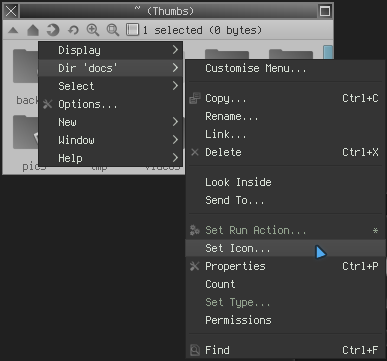 ~ (Thumbs)
1 selected (0 bytes)
Display
Dir 'docs'
Select
Options...
New
Window
Help
back
pics
tmp
videos
Customise Menu...
Copy... Ctrl+C
Rename...
Link...
Delete Ctrl+X
Look Inside
Send To...
Set Run Action... *
Set Icon...
Properties Ctrl+P
Count
Set Type...
Permissions
Find Ctrl+F